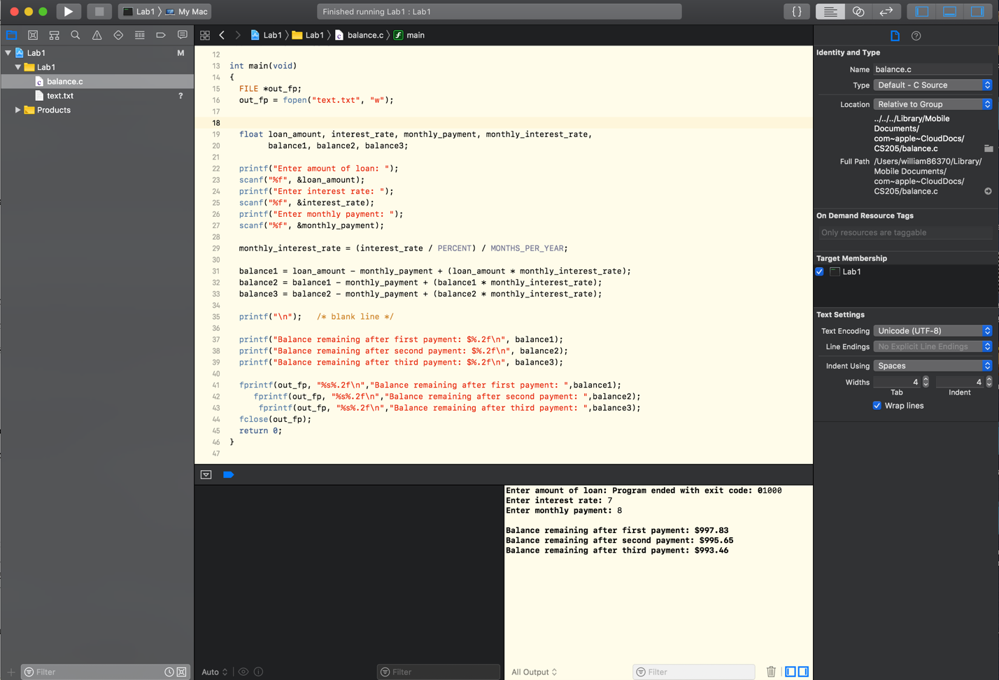 Lab1 〉 My Mac
Finished running Lab1 : Lab1
{}
Lab1 〉 Lab1 〉 balance.c 〉 main
Lab1 M
Lab1
balance.c
text.txt ?
Products
12
13 int main(void)
14 {
15 FILE *out_fp;
16 out_fp = fopen("text.txt", "w");
17
18
19 float loan_amount, interest_rate, monthly_payment, monthly_interest_rate,
20 balance1, balance2, balance3;
21
22 printf("Enter amount of loan: ");
23 scanf("%f", &loan_amount);
24 printf("Enter interest rate: ");
25 scanf("%f", &interest_rate);
26 printf("Enter monthly payment: ");
27 scanf("%f", &monthly_payment);
28
29 monthly_interest_rate = (interest_rate / PERCENT) / MONTHS_PER_YEAR;
30
31 balance1 = loan_amount - monthly_payment + (loan_amount * monthly_interest_rate);
32 balance2 = balance1 - monthly_payment + (balance1 * monthly_interest_rate);
33 balance3 = balance2 - monthly_payment + (balance2 * monthly_interest_rate);
34
35 printf("\n"); /* blank line */
36
37 printf("Balance remaining after first payment: $%.2f\n", balance1);
38 printf("Balance remaining after second payment: $%.2f\n", balance2);
39 printf("Balance remaining after third payment: $%.2f\n", balance3);
40
41 fprintf(out_fp, "%s%.2f\n","Balance remaining after first payment: ",balance1);
42 fprintf(out_fp, "%s%.2f\n","Balance remaining after second payment: ",balance2);
43 fprintf(out_fp, "%s%.2f\n","Balance remaining after third payment: ",balance3);
44 fclose(out_fp);
45 return 0;
46 }
47
Enter amount of loan: Program ended with exit code: 01000
Enter interest rate: 7
Enter monthly payment: 8
Balance remaining after first payment: $997.83
Balance remaining after second payment: $995.65
Balance remaining after third payment: $993.46
Identity and Type
Name balance.c
Type Default - C Source
Location Relative to Group
../../../Library/Mobile
Documents/
com~apple~CloudDocs/
CS205/balance.c
Full Path /Users/william86370/Library/
Mobile Documents/
com~apple~CloudDocs/
CS205/balance.c
On Demand Resource Tags
Only resources are taggable
Target Membership
Lab1
Text Settings
Text Encoding Unicode (UTF-8)
Line Endings No Explicit Line Endings
Indent Using Spaces
Widths 4 4
Tab Indent
Wrap lines
Filter
Auto
Filter
All Output
Filter